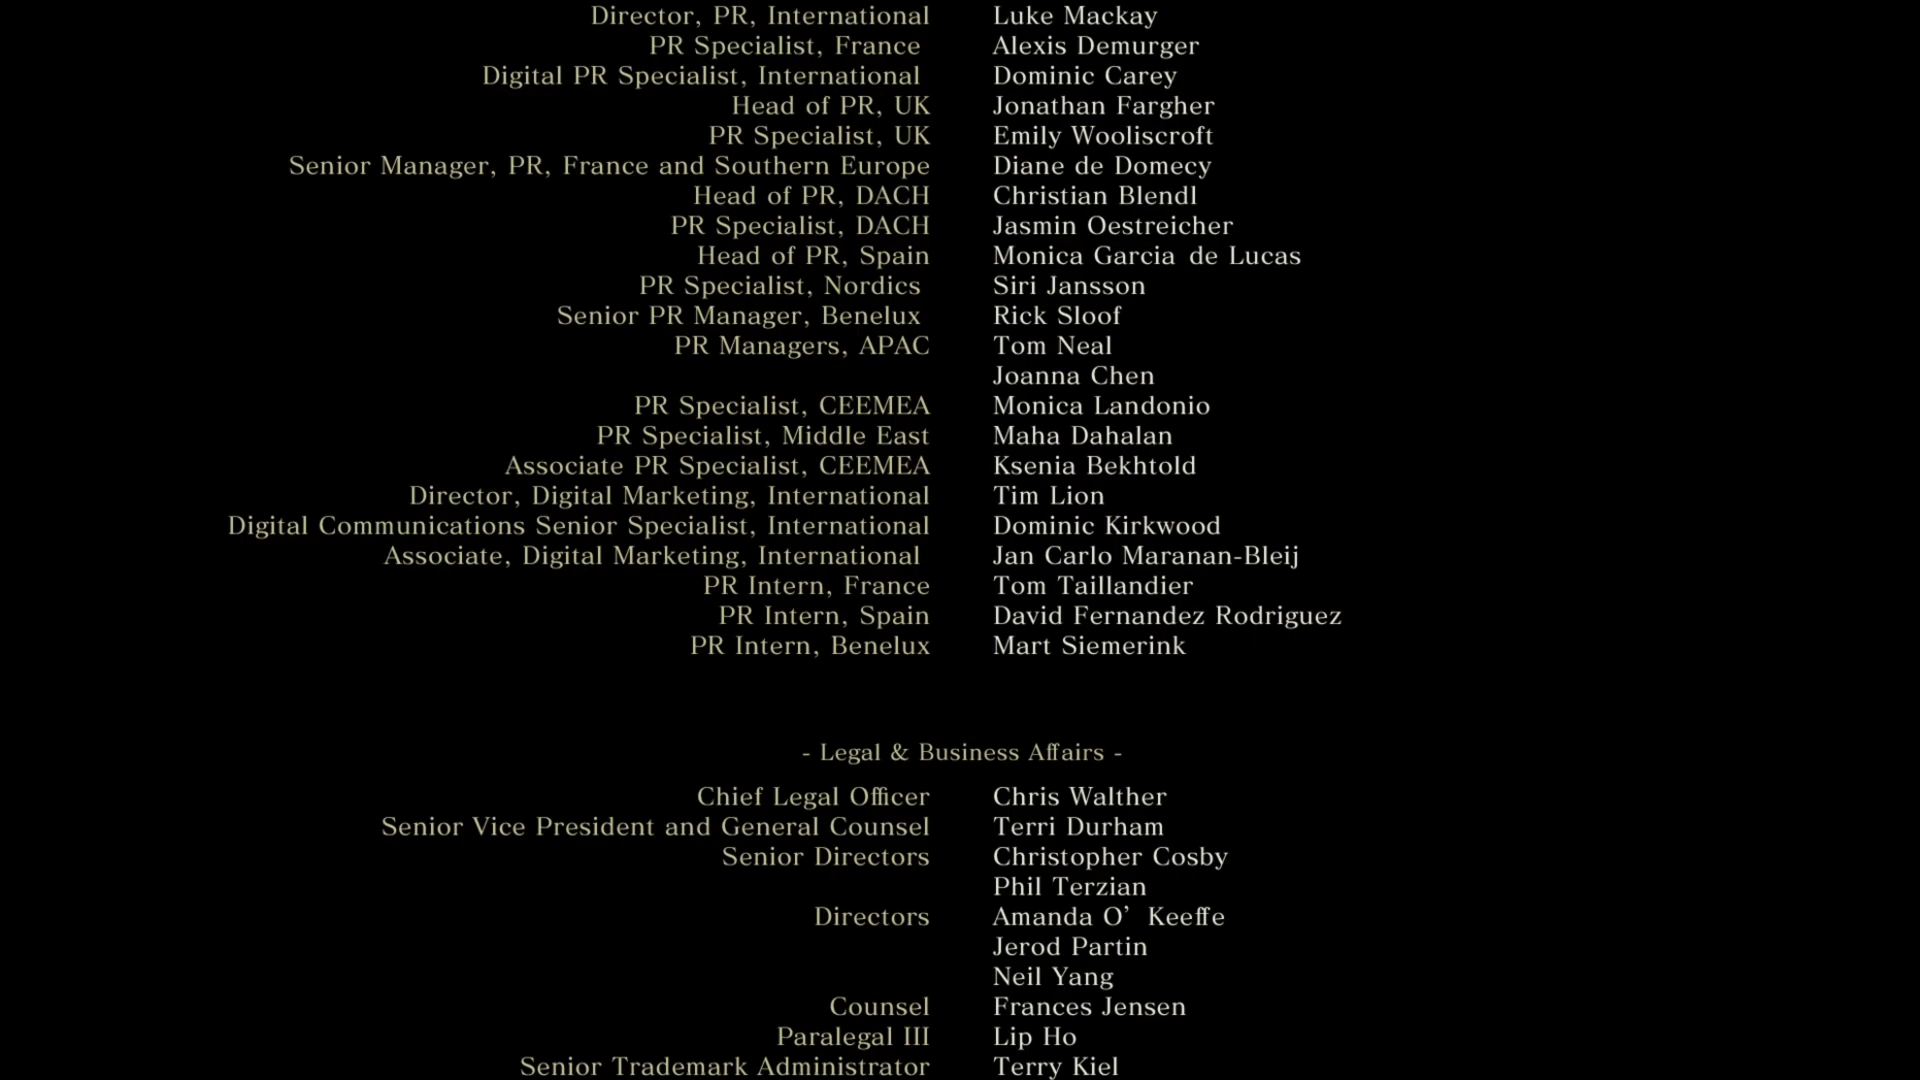 Director, PR, International Luke Mackay
PR Specialist, France Alexis Demurger
Digital PR Specialist, International Dominic Carey
Head of PR, UK Jonathan Fargher
PR Specialist, UK Emily Wooliscroft
Senior Manager, PR, France and Southern Europe Diane de Domecy
Head of PR, DACH Christian Blendl
PR Specialist, DACH Jasmin Oestreicher
Head of PR, Spain Monica Garcia de Lucas
PR Specialist, Nordics Siri Jansson
Senior PR Manager, Benelux Rick Sloof
PR Managers, APAC Tom Neal
Joanna Chen
PR Specialist, CEEMEA Monica Landonio
PR Specialist, Middle East Maha Dahalan
Associate PR Specialist, CEEMEA Ksenia Bekhtold
Director, Digital Marketing, International Tim Lion
Digital Communications Senior Specialist, International Dominic Kirkwood
Associate, Digital Marketing, International Jan Carlo Maranan-Bleij
PR Intern, France Tom Taillandier
PR Intern, Spain David Fernandez Rodriguez
PR Intern, Benelux Mart Siemerink
- Legal & Business Affairs -
Chief Legal Officer Chris Walther
Senior Vice President and General Counsel Terri Durham
Senior Directors Christopher Cosby
Phil Terzian
Directors Amanda O’ Keeffe
Jerod Partin
Neil Yang
Counsel Frances Jensen
Paralegal III Lip Ho
Senior Trademark Administrator Terry Kiel